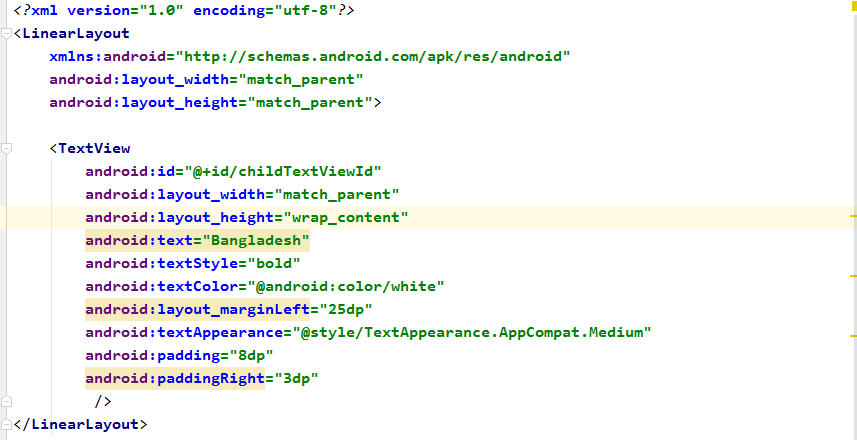 <?xml version="1.0" encoding="utf-8"?>
<LinearLayout
    xmlns:android="http://schemas.android.com/apk/res/android"
    android:layout_width="match_parent"
    android:layout_height="match_parent">

    <TextView
        android:id="@+id/childTextViewId"
        android:layout_width="match_parent"
        android:layout_height="wrap_content"
        android:text="Bangladesh"
        android:textStyle="bold"
        android:textColor="@android:color/white"
        android:layout_marginLeft="25dp"
        android:textAppearance="@style/TextAppearance.AppCompat.Medium"
        android:padding="8dp"
        android:paddingRight="3dp"
         />
</LinearLayout>